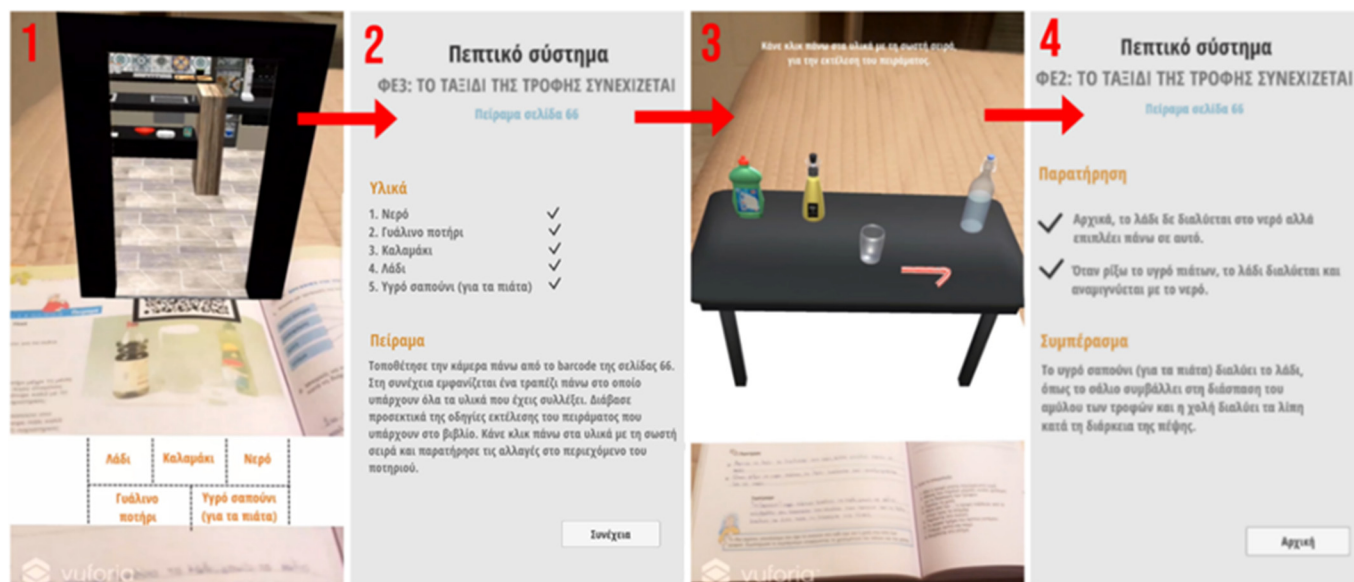 1
Λάδι
Καλαμάκι
Νερό
Γυάλινο
ποτήρι
Υγρό σαπούνι
(για τα πιάτα)
vuforia
2
Πεπτικό σύστημα
ΦΕ3: ΤΟ ΤΑΞΙΔΙ ΤΗΣ ΤΡΟΦΗΣ ΣΥΝΕΧΙΖΕΤΑΙ
Πείραμα σελίδα 66
Υλικά
1. Νερό
2. Γυάλινο ποτήρι
3. Καλαμάκι
4. Λάδι
5. Υγρό σαπούνι (για τα πιάτα)
Πείραμα
Τοποθέτησε την κάμερα πάνω από το barcode της σελίδας 66.
Στη συνέχεια εμφανίζεται ένα τραπέζι πάνω στο οποίο
υπάρχουν όλα τα υλικά που έχεις συλλέξει. Διάβασε
προσεκτικά της οδηγίες εκτέλεσης του πειράματος που
υπάρχουν στο βιβλίο. Κάνε κλικ πάνω στα υλικά με τη σωστή
σειρά και παρατήρησε τις αλλαγές στο περιεχόμενο του
ποτηριού.
Συνέχεια
3
Κάνε κλικ πάνω στα υλικά με τη σωστή σειρά,
για την εκτέλεση του πειράματος.
vuforia
4
Πεπτικό σύστημα
ΦΕ2: ΤΟ ΤΑΞΙΔΙ ΤΗΣ ΤΡΟΦΗΣ ΣΥΝΕΧΙΖΕΤΑΙ
Πείραμα σελίδα 66
Παρατήρηση
Αρχικά, το λάδι δε διαλύεται στο νερό αλλά
επιπλέει πάνω σε αυτό.
Όταν ρίξω το υγρό πιάτων, το λάδι διαλύεται και
αναμιγνύεται με το νερό.
Συμπέρασμα
Το υγρό σαπούνι (για τα πιάτα) διαλύει το λάδι,
όπως το σάλιο συμβάλλει στη διάσπαση του
αμύλου των τροφών και η χολή διαλύει τα λίπη
κατά τη διάρκεια της πέψης.
Αρχική